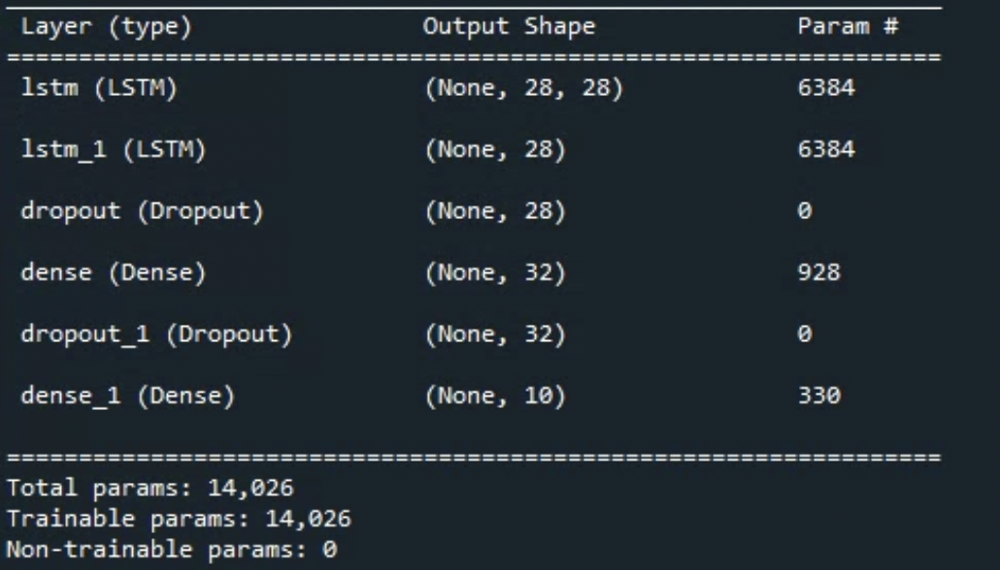 Layer (type) Output Shape Param #
=================================================================
lstm (LSTM) (None, 28, 28) 6384
lstm_1 (LSTM) (None, 28) 6384
dropout (Dropout) (None, 28) 0
dense (Dense) (None, 32) 928
dropout_1 (Dropout) (None, 32) 0
dense_1 (Dense) (None, 10) 330
=================================================================
Total params: 14,026
Trainable params: 14,026
Non-trainable params: 0